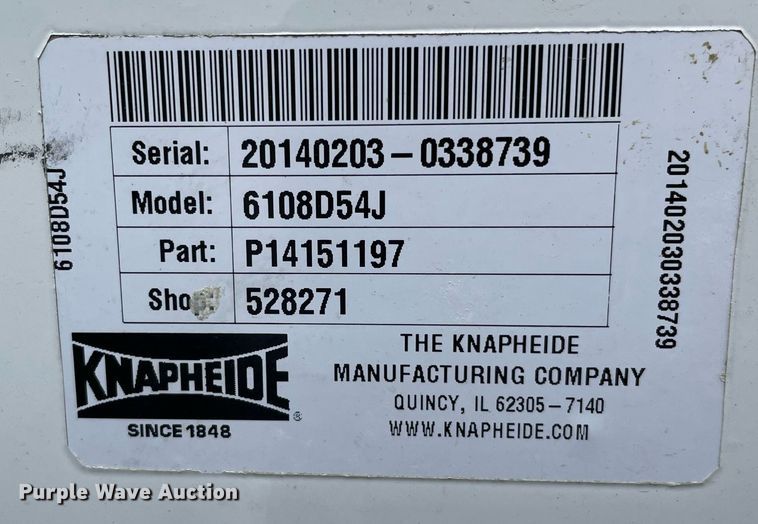 Serial: 20140203-0338739
Model: 6108D54J
Part: P14151197
Shop: 528271
6108D54J
201402030338739
KNAPHEIDE®
SINCE 1848
THE KNAPHEIDE
MANUFACTURING COMPANY
QUINCY, IL 62305-7140
WWW.KNAPHEIDE.COM
Purple Wave Auction